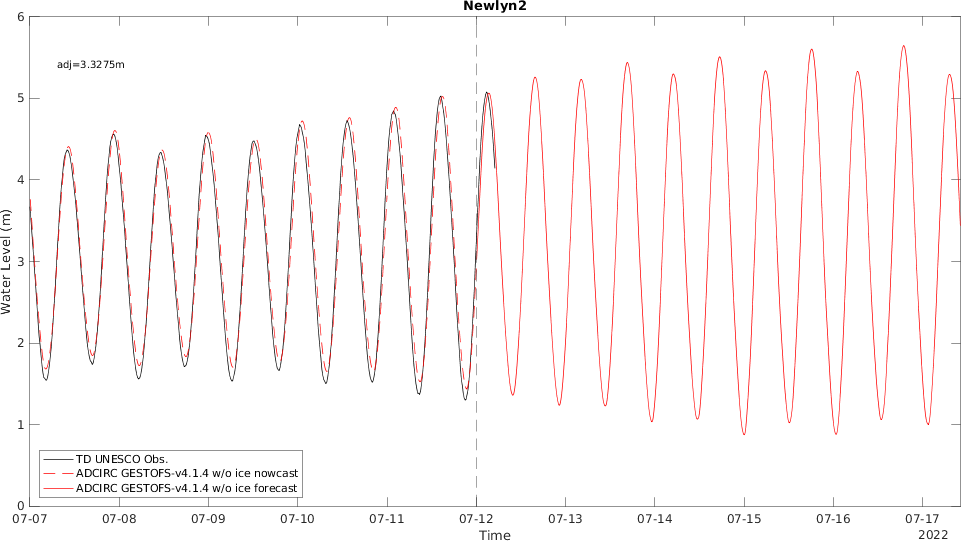 Newlyn2
6
adj=3.3275m
5
4
3
2
1
0
Water Level (m)
TD UNESCO Obs.
ADCIRC GESTOFS-v4.1.4 w/o ice nowcast
ADCIRC GESTOFS-v4.1.4 w/o ice forecast
07-07 07-08 07-09 07-10 07-11 07-12 07-13 07-14 07-15 07-16 07-17
Time
2022